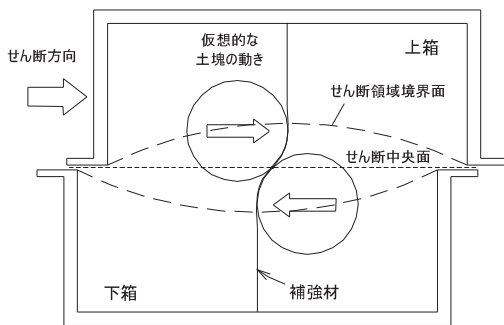 仮想的な
土塊の動き
上箱
せん断方向
せん断領域境界面
せん断中央面
下箱
補強材